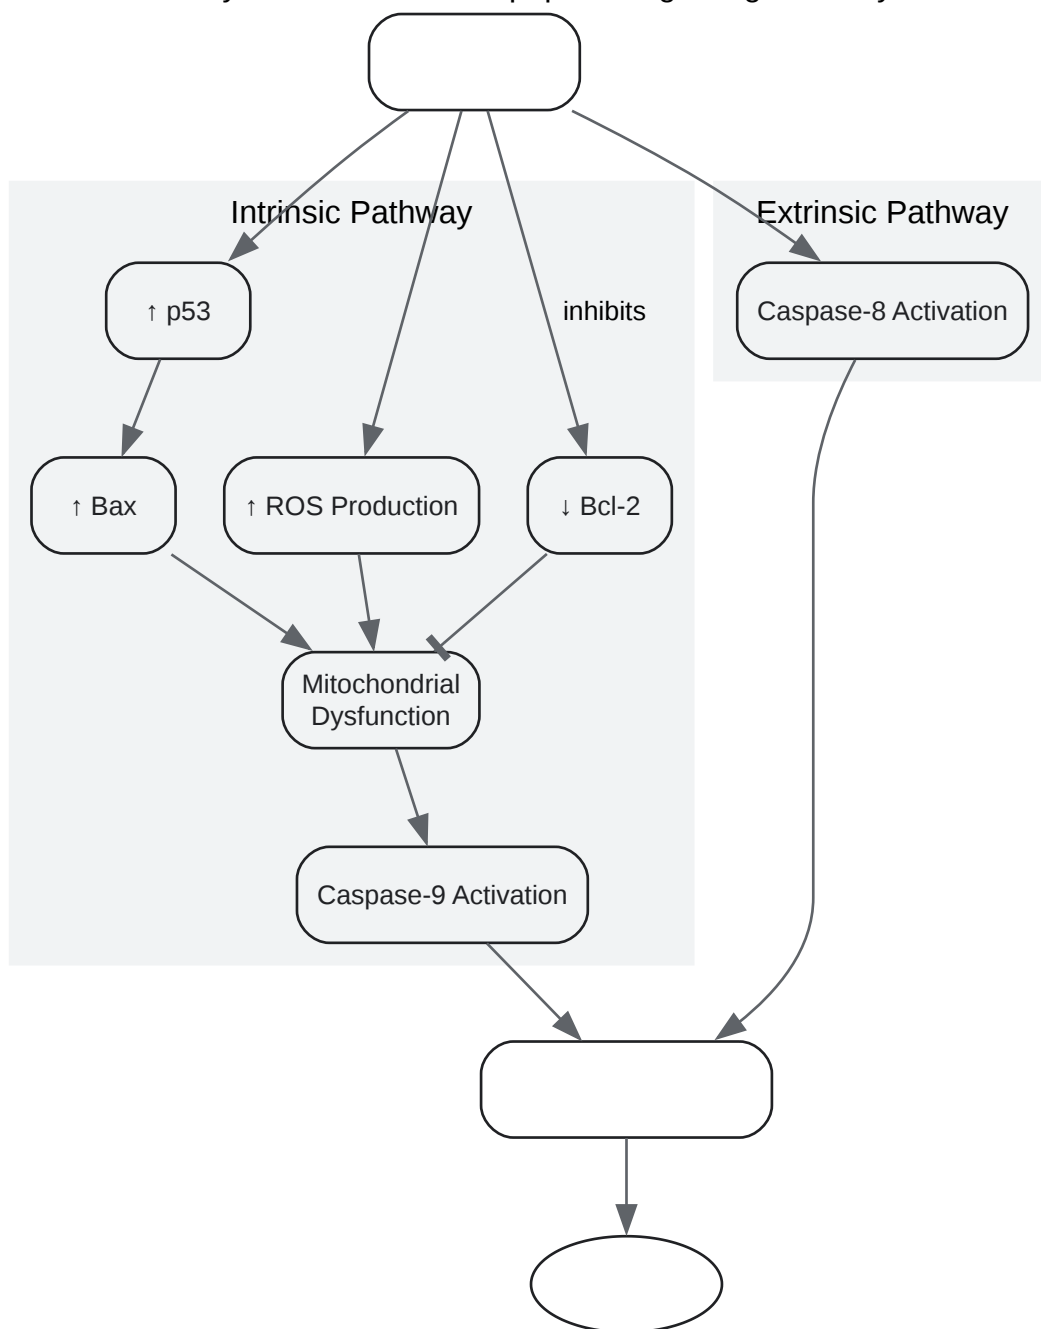 Intrinsic Pathway
Extrinsic Pathway
↑ p53
inhibits
Caspase-8 Activation
↑ Bax
↑ ROS Production
↓ Bcl-2
Mitochondrial
Dysfunction
Caspase-9 Activation